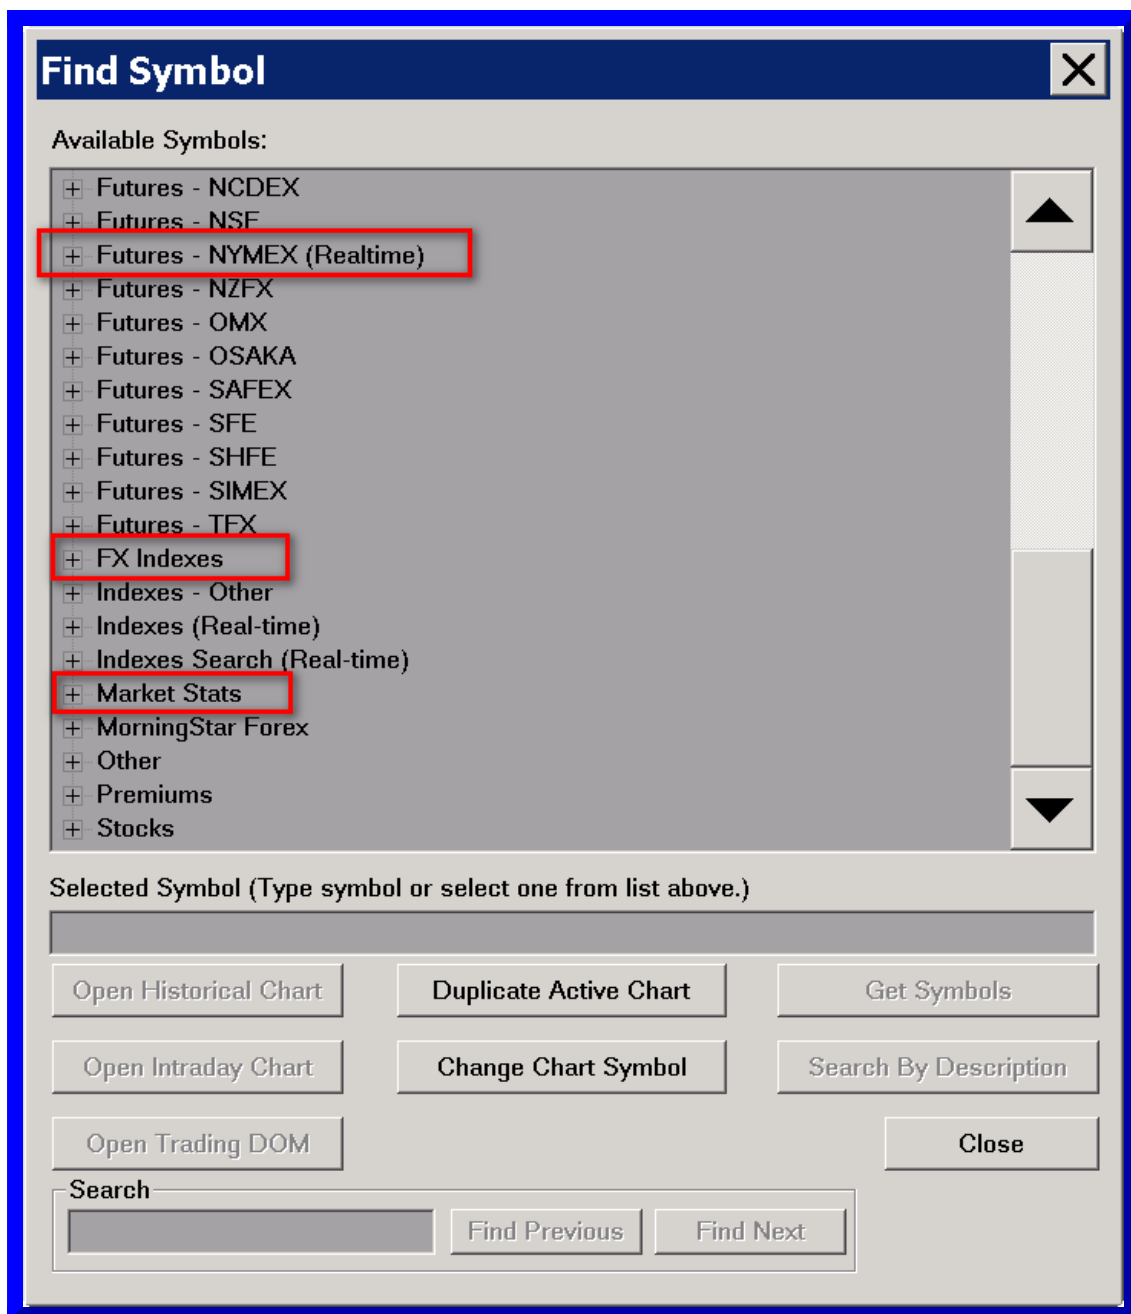 Find Symbol
Available Symbols:
Futures - NCDEX
Futures - NSE
Futures - NYMEX (Realtime)
Futures - NZFX
Futures - OMX
Futures - OSAKA
Futures - SAFEX
Futures - SFE
Futures - SHFE
Futures - SIMEX
Futures - TFX
FX Indexes
Indexes - Other
Indexes (Real-time)
Indexes Search (Real-time)
Market Stats
MorningStar Forex
Other
Premiums
Stocks
Selected Symbol (Type symbol or select one from list above.)
Open Historical Chart Duplicate Active Chart Get Symbols
Open Intraday Chart Change Chart Symbol Search By Description
Open Trading DOM Close
Search
Find Previous Find Next